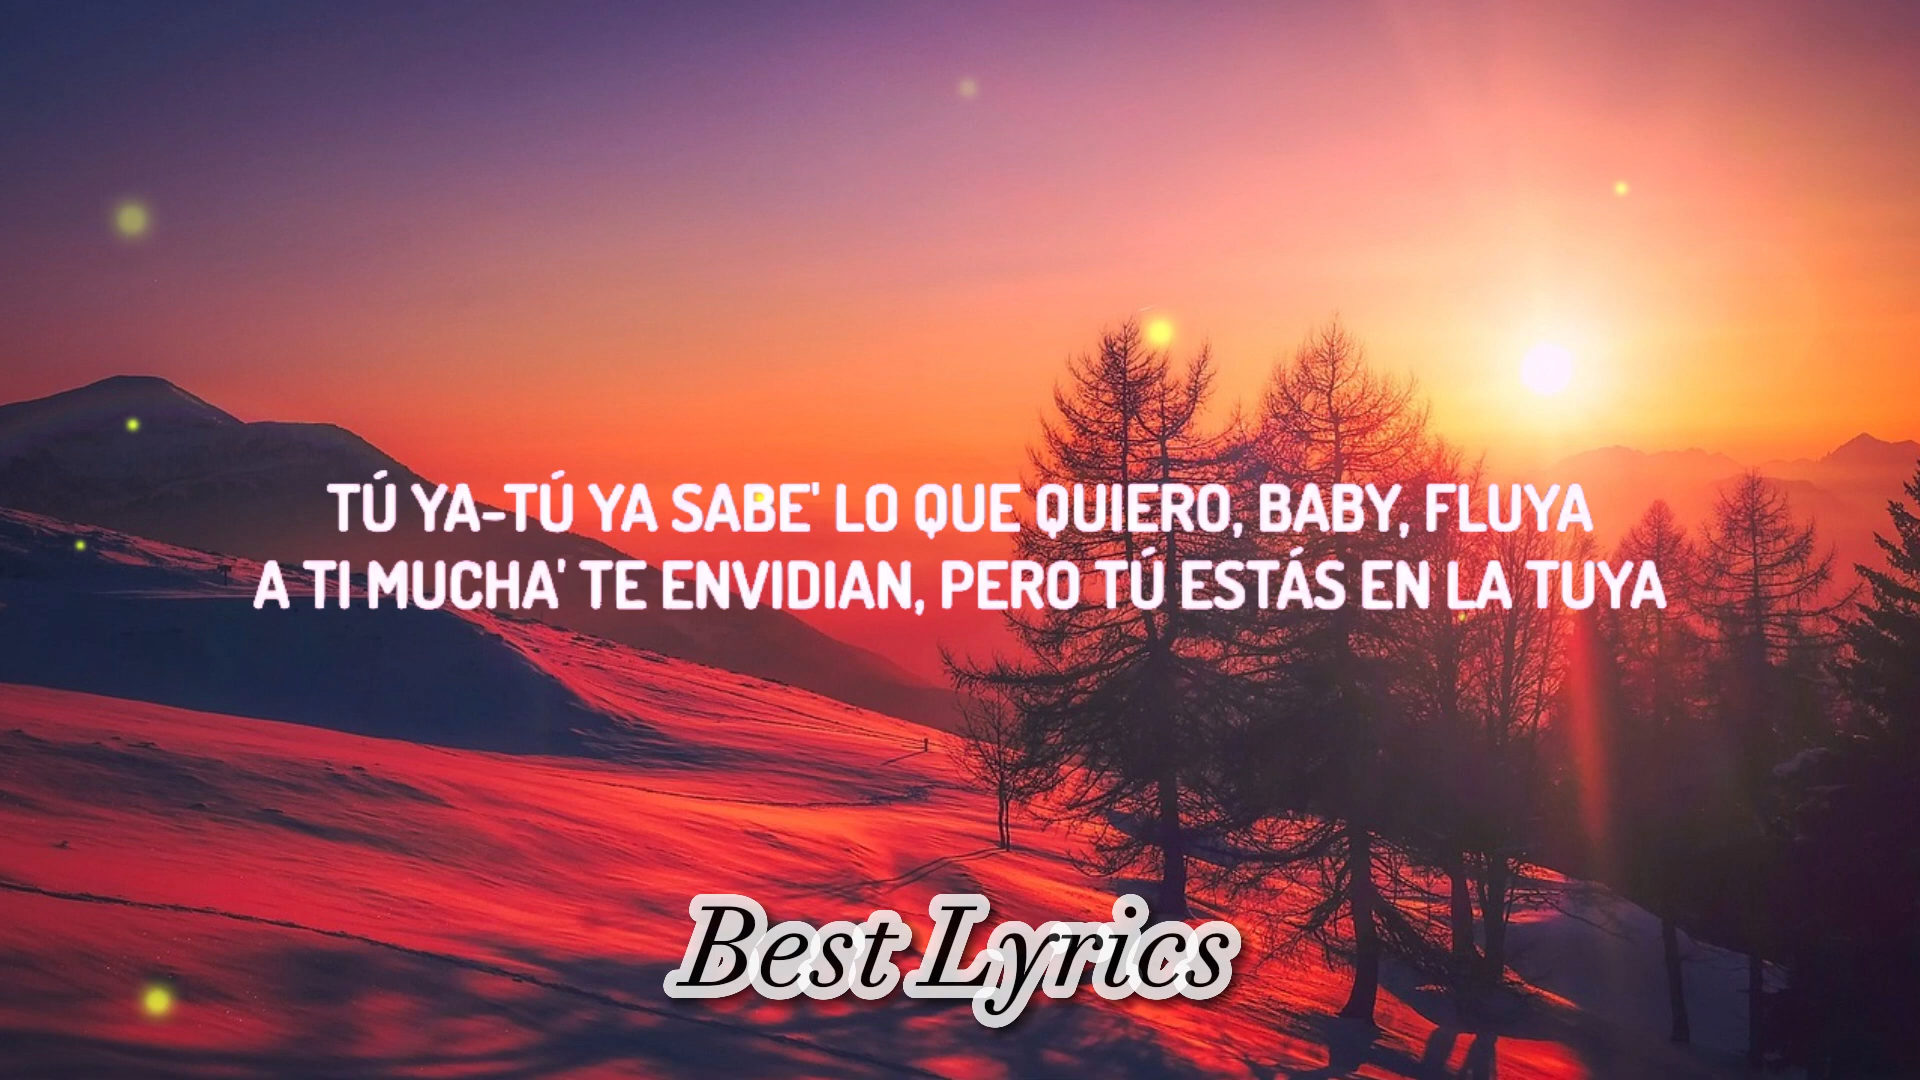 TÚ YA-TÚ YA SABE' LO QUE QUIERO, BABY, FLUYA
A TI MUCHA' TE ENVIDIAN, PERO TÚ ESTÁS EN LA TUYA
Best Lyrics